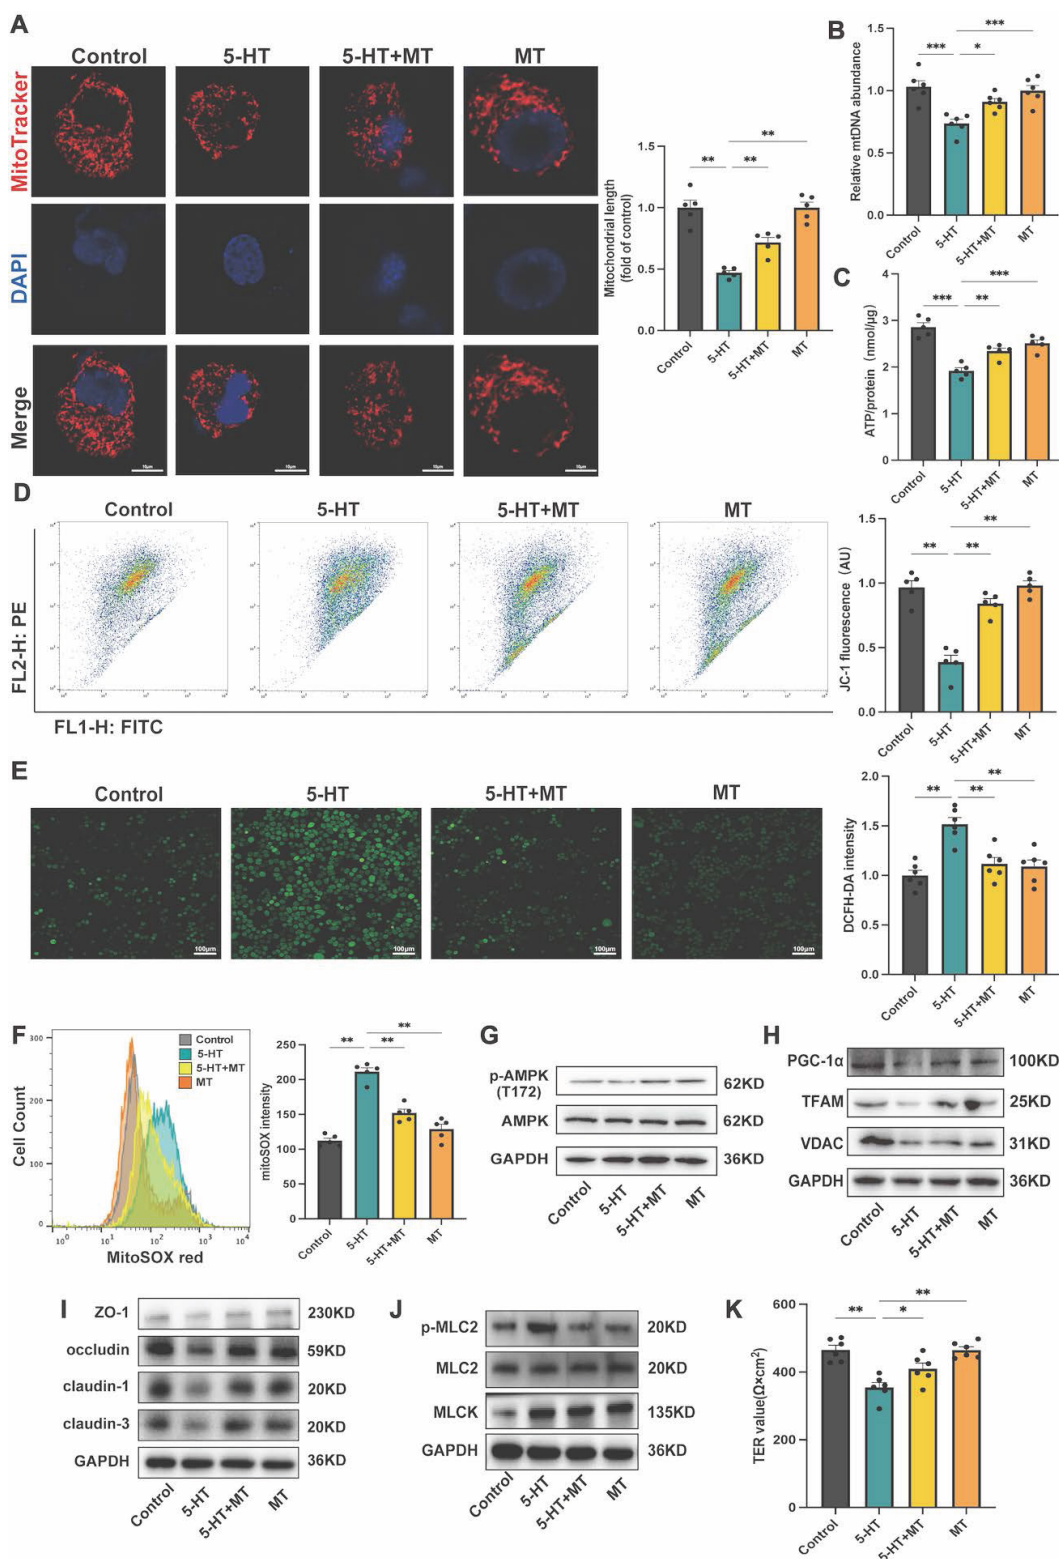 A
Control 5-HT 5-HT+MT MT
MitoTracker
DAPI
Merge
10μm 10μm 10μm 10μm
Mitochondrial length
(fold of control)
1.5
1.0
0.5
0.0
** ** **
Control 5-HT 5-HT+MT MT
B
Relative mtDNA abundance
1.5
1.0
0.5
0.0
*** * ***
Control 5-HT 5-HT+MT MT
C
ATP/protein (nmol/μg)
4
3
2
1
0
*** ** ***
Control 5-HT 5-HT+MT MT
D
Control 5-HT 5-HT+MT MT
FL2-H: PE
FL1-H: FITC
JC-1 fluorescence (AU)
1.5
1.0
0.5
0.0
** ** **
Control 5-HT 5-HT+MT MT
E
Control 5-HT 5-HT+MT MT
100μm 100μm 100μm 100μm
DCFH-DA intensity
2.0
1.5
1.0
0.5
0.0
** ** **
Control 5-HT 5-HT+MT MT
F
Cell Count
300
200
100
0
10⁰ 10¹ 10² 10³ 10⁴
MitoSOX red
Control
5-HT
5-HT+MT
MT
mitoSOX intensity
250
200
150
100
50
0
** ** **
Control 5-HT 5-HT+MT MT
G
p-AMPK
(T172)
62KD
AMPK 62KD
GAPDH 36KD
Control 5-HT 5-HT+MT MT
H
PGC-1α 100KD
TFAM 25KD
VDAC 31KD
GAPDH 36KD
Control 5-HT 5-HT+MT MT
I
ZO-1 230KD
occludin 59KD
claudin-1 20KD
claudin-3 20KD
GAPDH 36KD
Control 5-HT 5-HT+MT MT
J
p-MLC2 20KD
MLC2 20KD
MLCK 135KD
GAPDH 36KD
Control 5-HT 5-HT+MT MT
K
TER value(Ω×cm²)
600
400
200
0
** * **
Control 5-HT 5-HT+MT MT